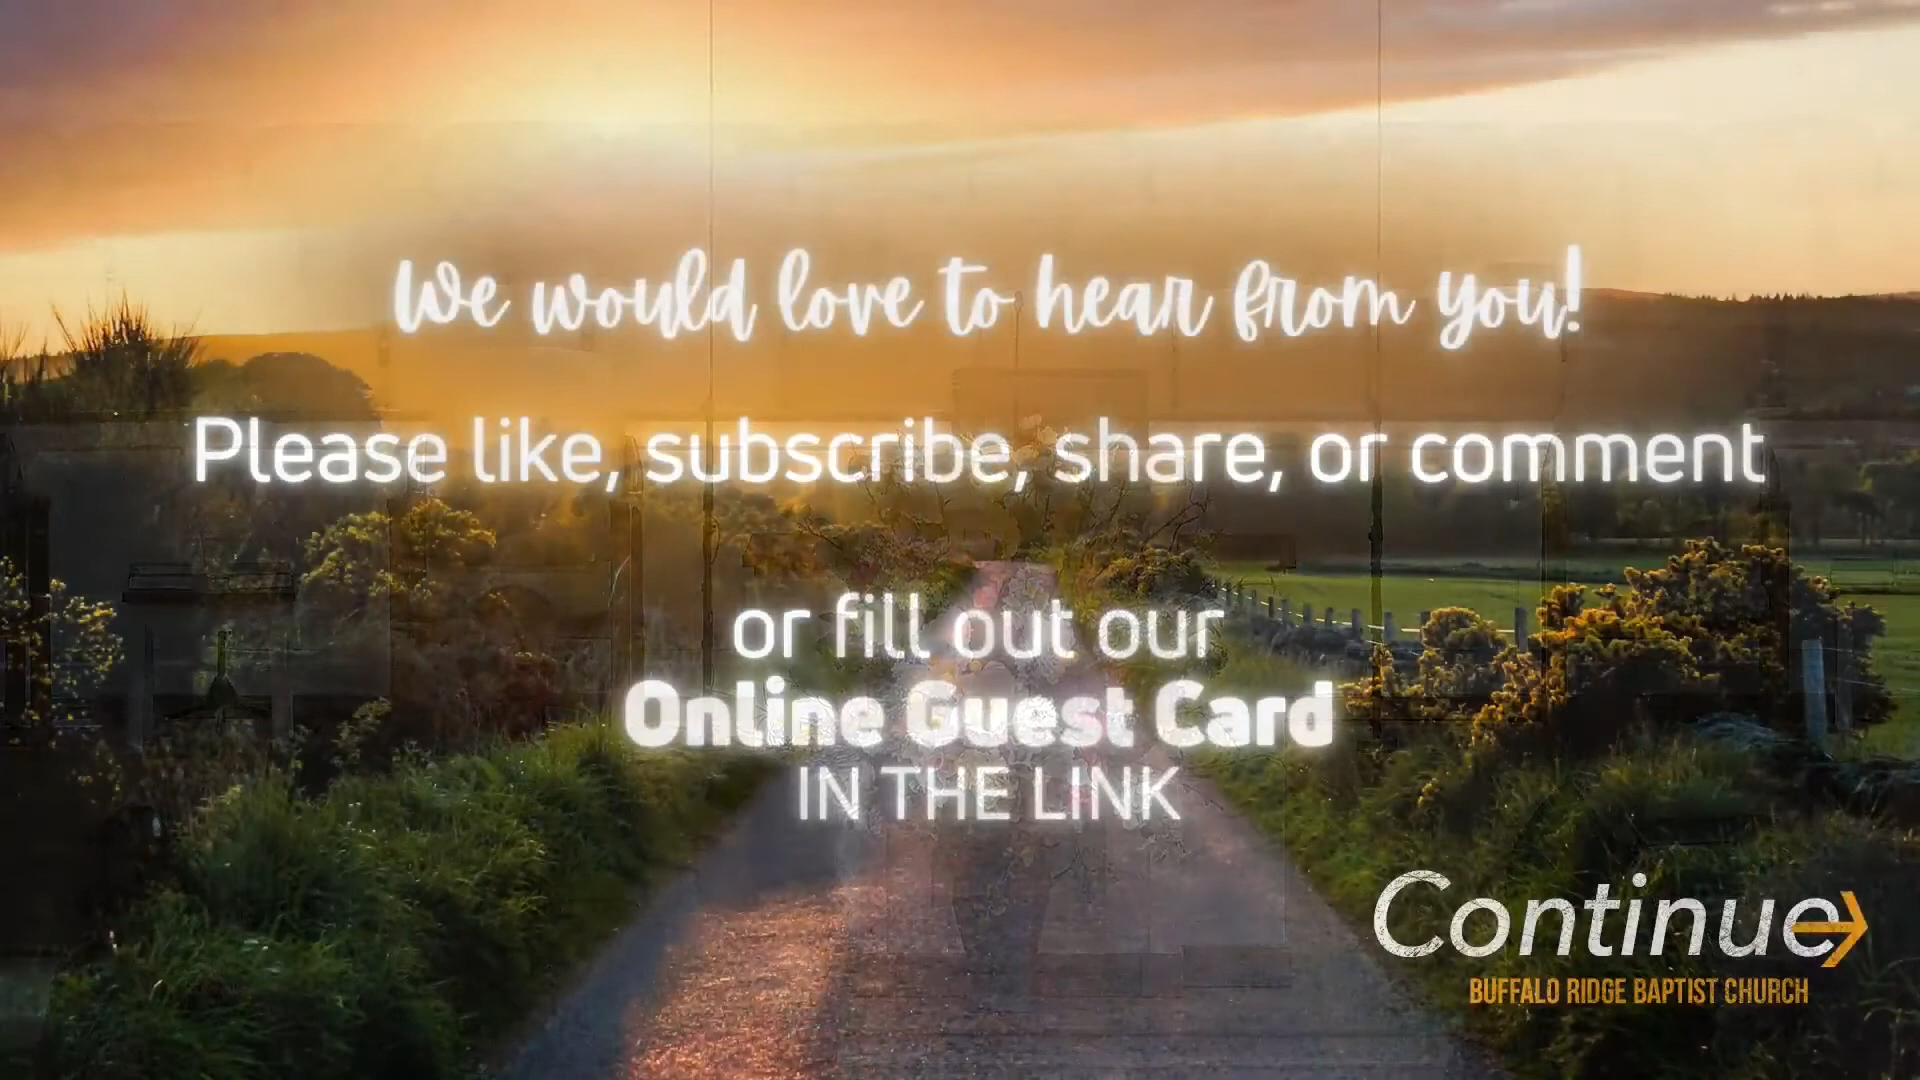 We would love to hear from you!
Please like, subscribe, share, or comment
or fill out our
Online Guest Card
IN THE LINK
Continue
BUFFALO RIDGE BAPTIST CHURCH